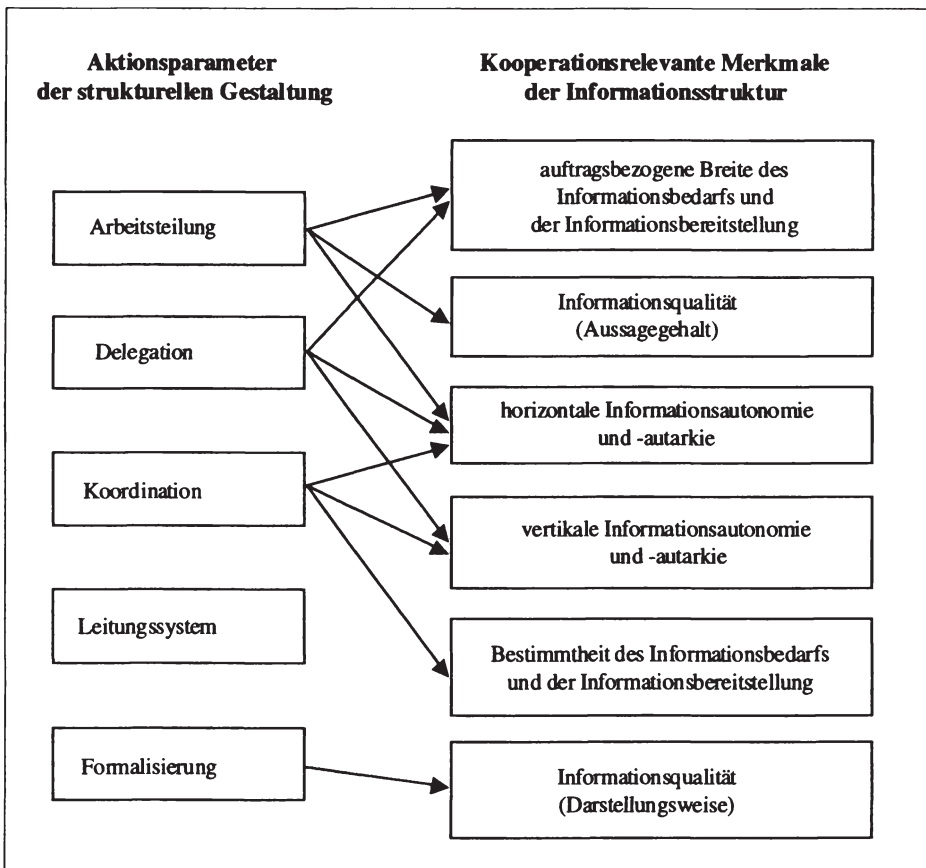 Aktionsparameter
der strukturellen Gestaltung
Kooperationsrelevante Merkmale
der Informationsstruktur
Arbeitsteilung
Delegation
Koordination
Leitungssystem
Formalisierung
auftragsbezogene Breite des
Informationsbedarfs und
der Informationsbereitstellung
Informationsqualität
(Aussagegehalt)
horizontale Informationsautonomie
und -autarkie
vertikale Informationsautonomie
und -autarkie
Bestimmtheit des Informationsbedarfs
und der Informationsbereitstellung
Informationsqualität
(Darstellungsweise)